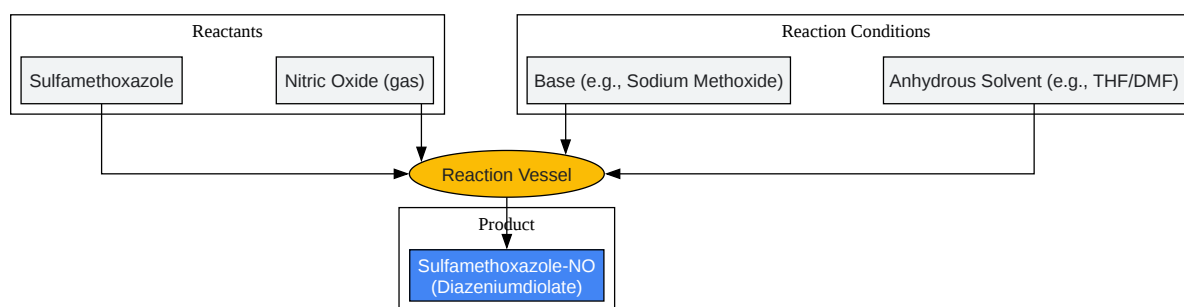 Reactants
Reaction Conditions
Sulfamethoxazole
Nitric Oxide (gas)
Base (e.g., Sodium Methoxide)
Anhydrous Solvent (e.g., THF/DMF)
Reaction Vessel
Product
Sulfamethoxazole-NO
(Diazeniumdiolate)